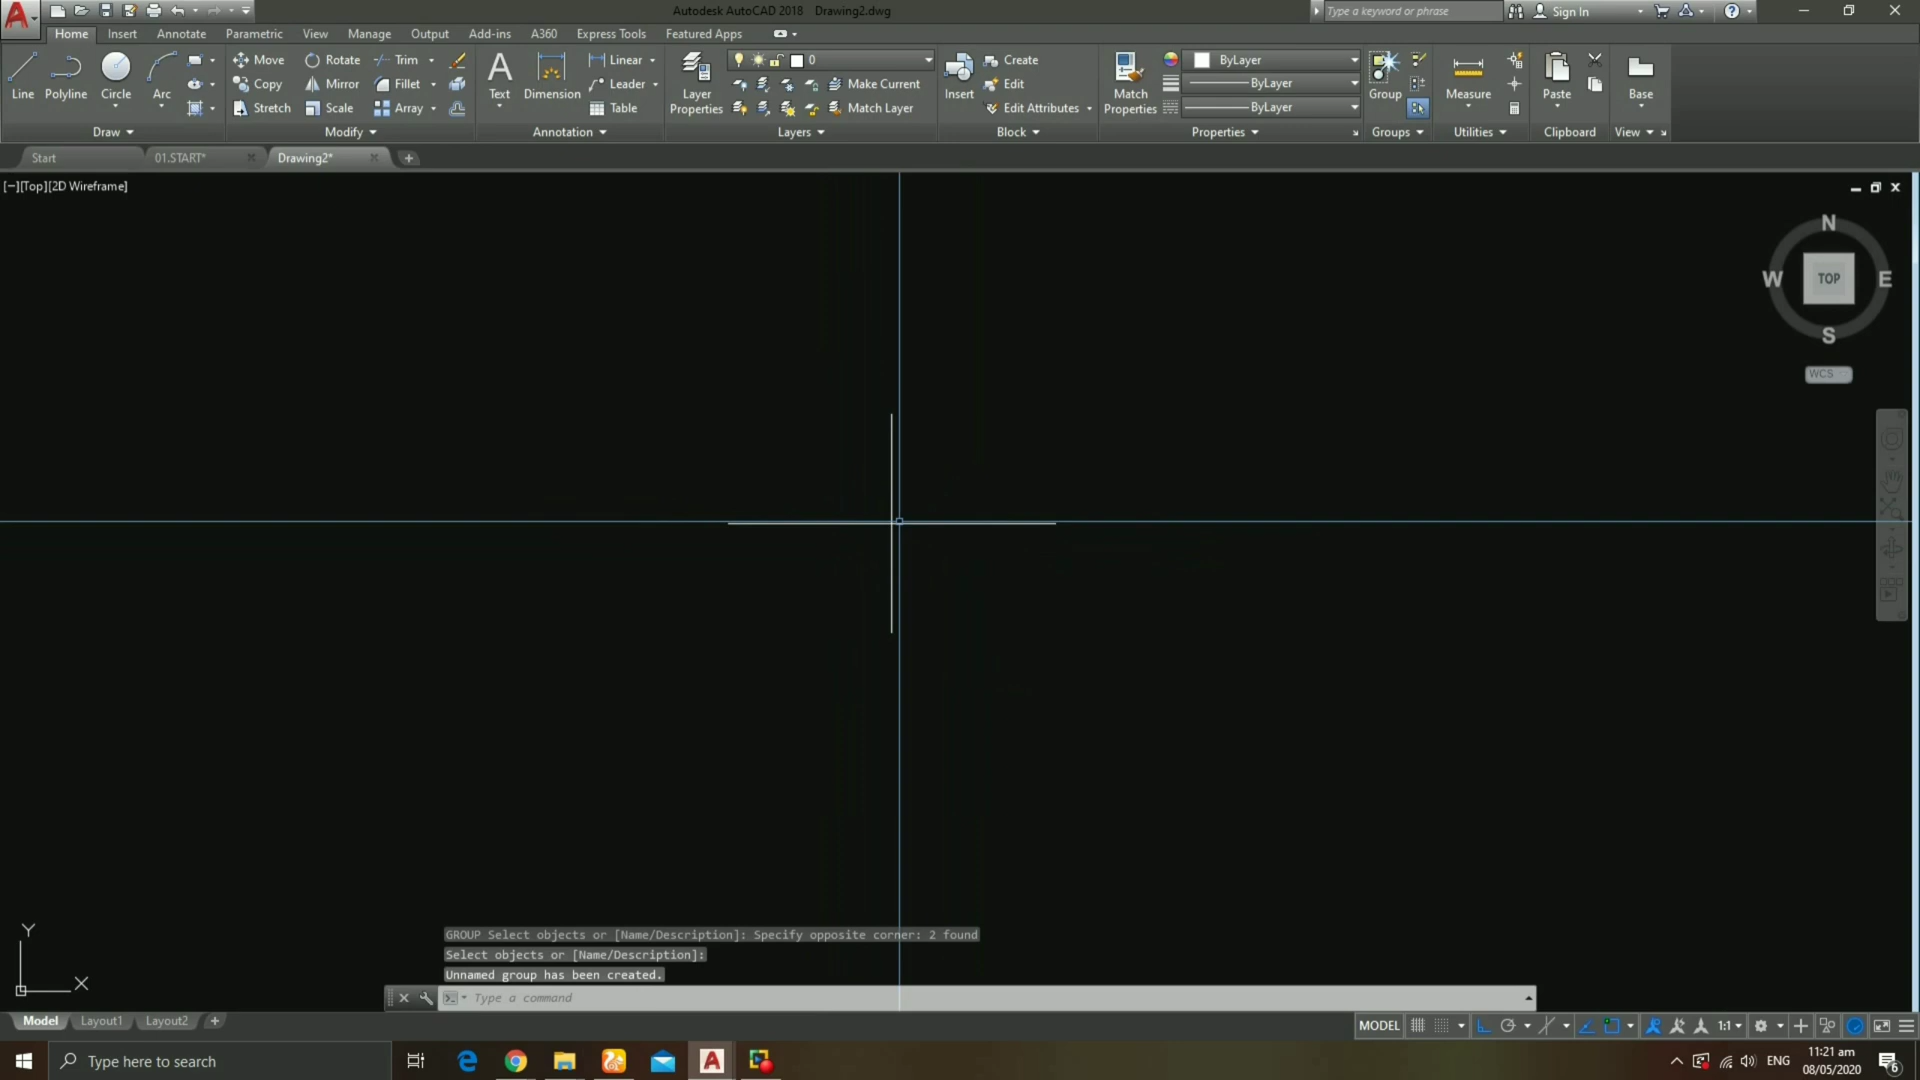 Autodesk AutoCAD 2018 Drawing2.dwg
Type a keyword or phrase
Sign In
Home Insert Annotate Parametric View Manage Output Add-ins A360 Express Tools Featured Apps
Line
Polyline
Circle
Arc
Move
Copy
Stretch
Rotate
Mirror
Scale
Trim
Fillet
Array
Text
Dimension
Linear
Leader
Table
Layer
Properties
0
Make Current
Match Layer
Insert
Create
Edit
Edit Attributes
Match
Properties
ByLayer
ByLayer
ByLayer
Group
Measure
Paste
Base
Draw Modify Annotation Layers Block Properties Groups Utilities Clipboard View
Start 01.START* Drawing2*
[−][Top][2D Wireframe]
N
W TOP E
S
WCS
Y
X
GROUP Select objects or [Name/Description]: Specify opposite corner: 2 found
Select objects or [Name/Description]:
Unnamed group has been created.
Type a command
Model Layout1 Layout2
MODEL 1:1
Type here to search
ENG
11:21 am
08/05/2020
6